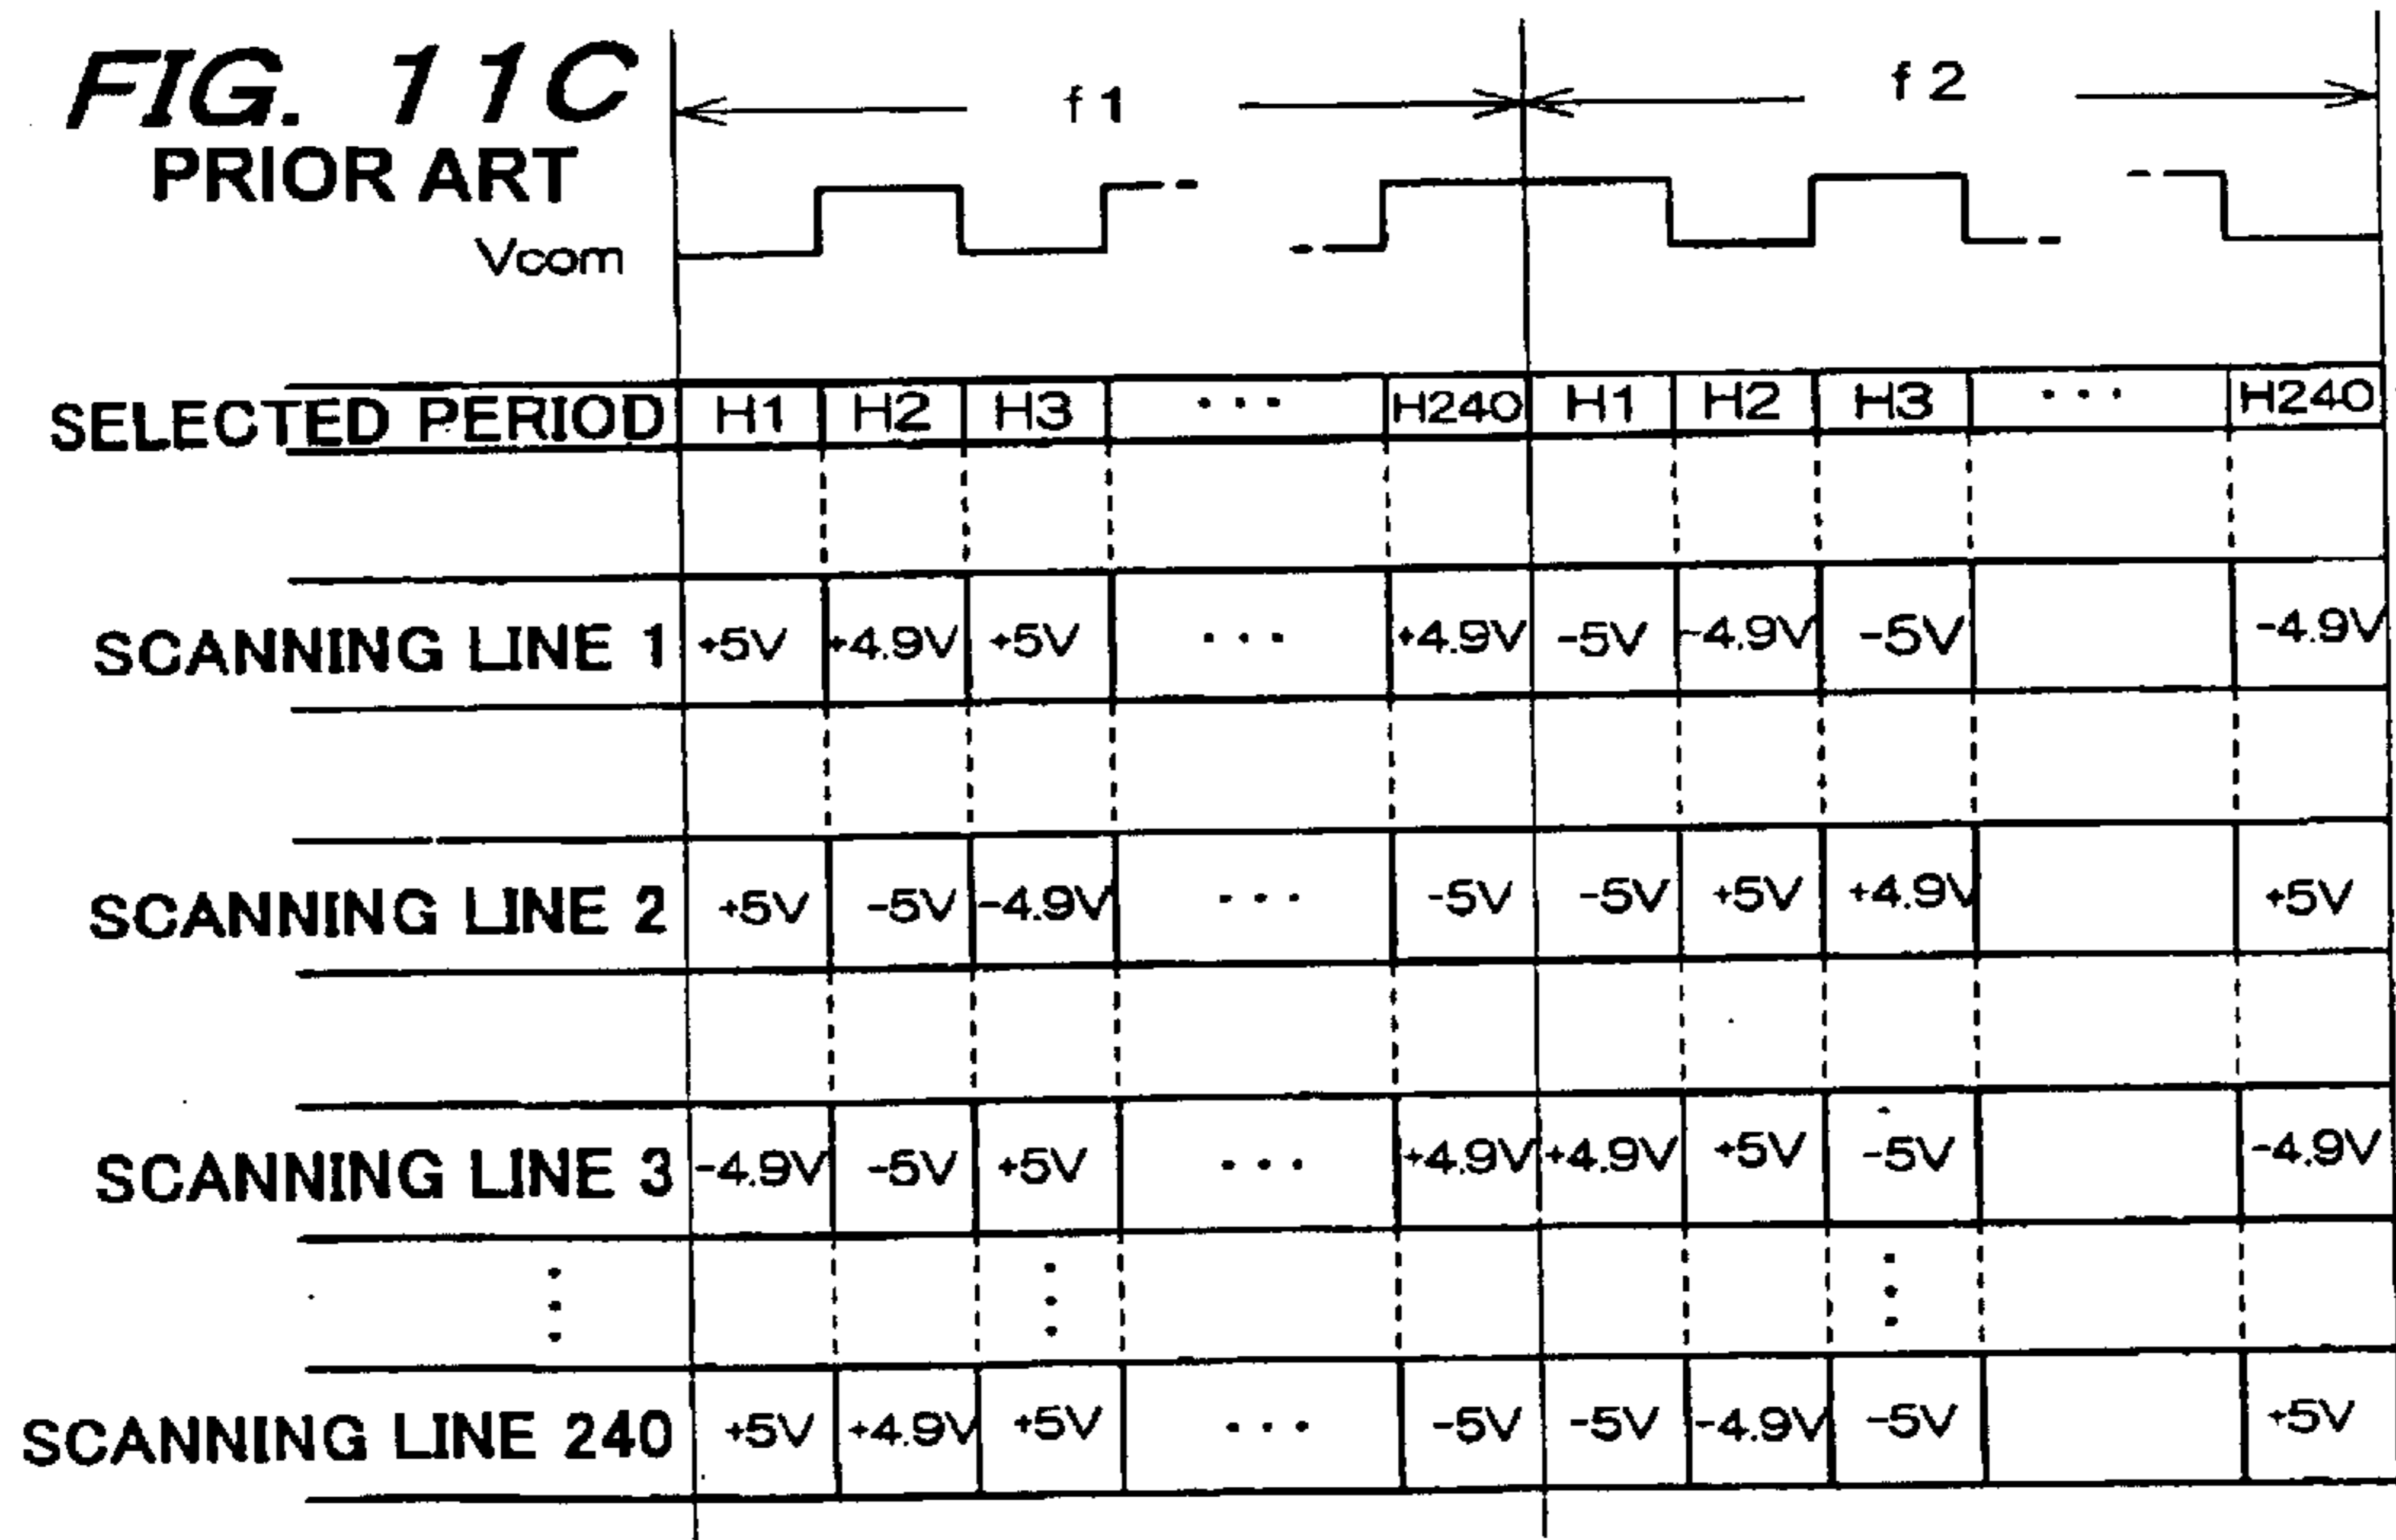 FIG. 11C
PRIOR ART
f1
f2
Vcom
SELECTED PERIOD H1 H2 H3 ··· H240 H1 H2 H3 ··· H240
SCANNING LINE 1 +5V +4.9V +5V ··· +4.9V -5V -4.9V -5V -4.9V
SCANNING LINE 2 +5V -5V -4.9V ··· -5V -5V +5V +4.9V +5V
SCANNING LINE 3 -4.9V -5V +5V ··· +4.9V +4.9V +5V -5V -4.9V
SCANNING LINE 240 +5V +4.9V +5V ··· -5V -5V -4.9V -5V +5V